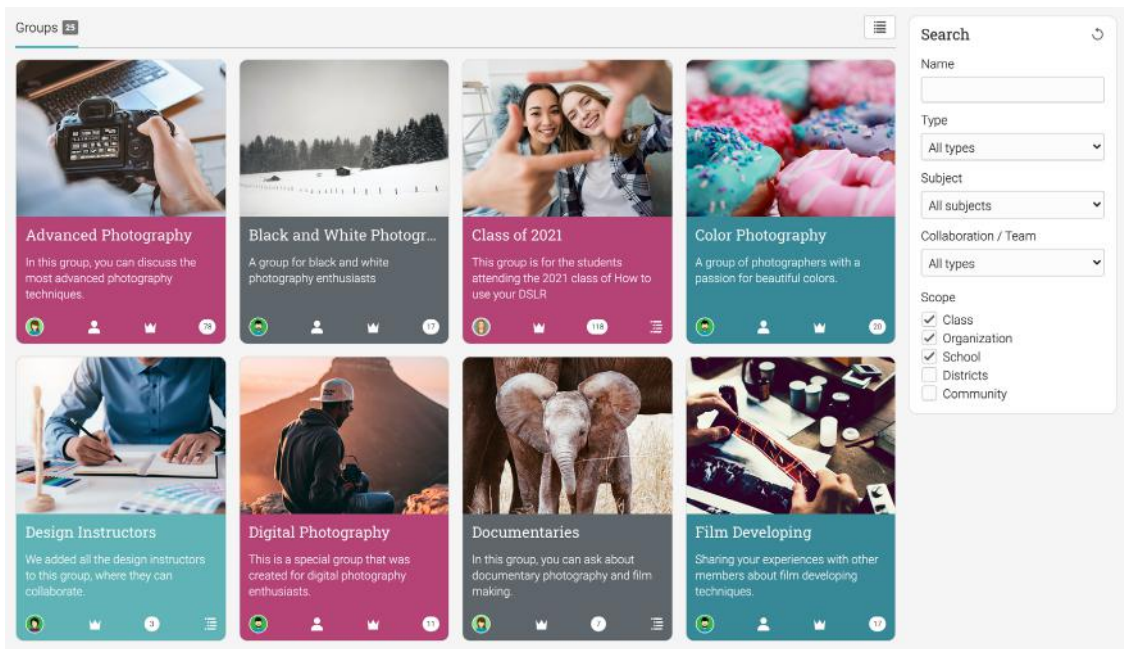 Groups 25
Advanced Photography
In this group, you can discuss the
most advanced photography
techniques.
78
Black and White Photogr...
A group for black and white
photography enthusiasts
17
Class of 2021
This group is for the students
attending the 2021 class of How to
use your DSLR
118
Color Photography
A group of photographers with a
passion for beautiful colors.
20
Design Instructors
We added all the design instructors
to this group, where they can
collaborate.
3
Digital Photography
This is a special group that was
created for digital photography
enthusiasts.
11
Documentaries
In this group, you can ask about
documentary photography and film
making.
7
Film Developing
Sharing your experiences with other
members about film developing
techniques.
17
Search
Name
Type
All types
Subject
All subjects
Collaboration / Team
All types
Scope
Class
Organization
School
Districts
Community